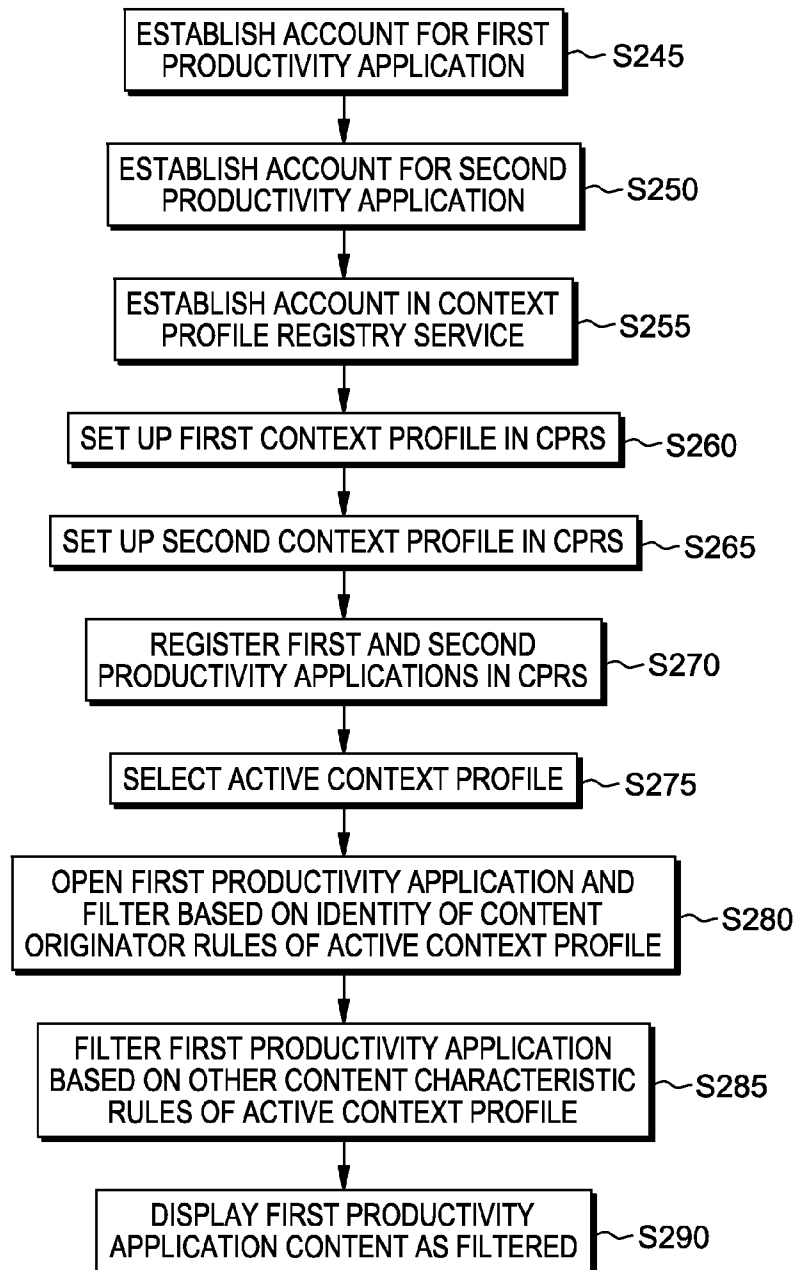 ESTABLISH ACCOUNT FOR FIRST
PRODUCTIVITY APPLICATION
S245
ESTABLISH ACCOUNT FOR SECOND
PRODUCTIVITY APPLICATION
S250
ESTABLISH ACCOUNT IN CONTEXT
PROFILE REGISTRY SERVICE
S255
SET UP FIRST CONTEXT PROFILE IN CPRS
S260
SET UP SECOND CONTEXT PROFILE IN CPRS
S265
REGISTER FIRST AND SECOND
PRODUCTIVITY APPLICATIONS IN CPRS
S270
SELECT ACTIVE CONTEXT PROFILE
S275
OPEN FIRST PRODUCTIVITY APPLICATION AND
FILTER BASED ON IDENTITY OF CONTENT
ORIGINATOR RULES OF ACTIVE CONTEXT PROFILE
S280
FILTER FIRST PRODUCTIVITY APPLICATION
BASED ON OTHER CONTENT CHARACTERISTIC
RULES OF ACTIVE CONTEXT PROFILE
S285
DISPLAY FIRST PRODUCTIVITY
APPLICATION CONTENT AS FILTERED
S290